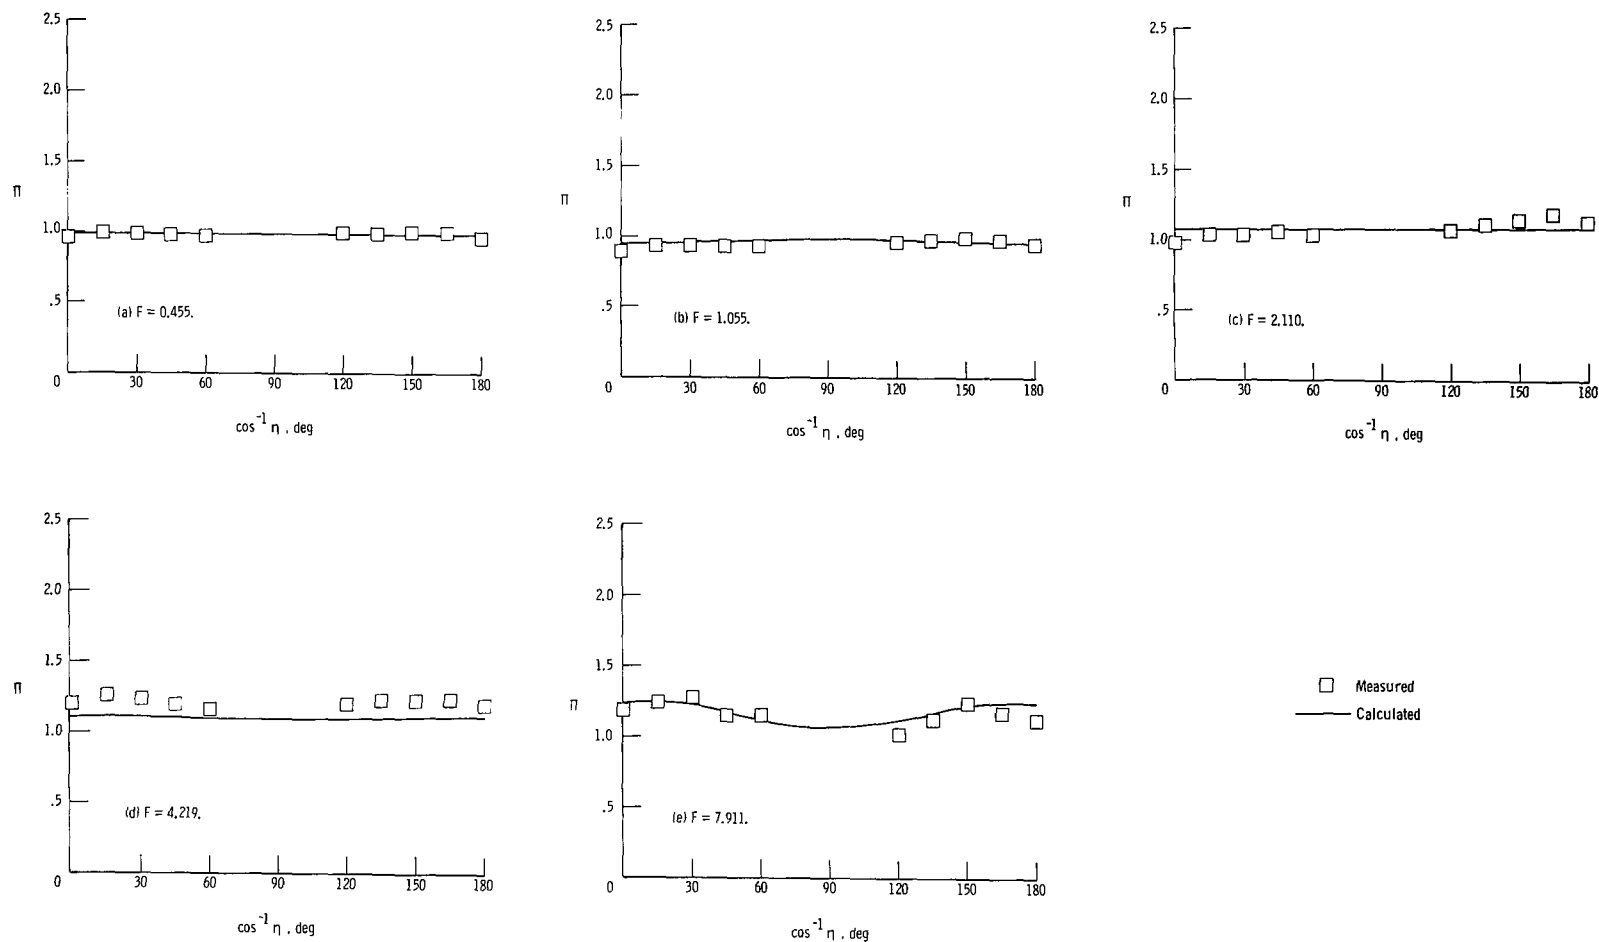 2.5
2.0
1.5
Π
1.0
.5
(a) F = 0.455.
0 30 60 90 120 150 180
cos⁻¹ η , deg
2.5
2.0
1.5
Π
1.0
.5
(b) F = 1.055.
0 30 60 90 120 150 180
cos⁻¹ η , deg
2.5
2.0
1.5
Π
1.0
.5
(c) F = 2.110.
0 30 60 90 120 150 180
cos⁻¹ η , deg
2.5
2.0
1.5
Π
1.0
.5
(d) F = 4.219.
0 30 60 90 120 150 180
cos⁻¹ η , deg
2.5
2.0
1.5
Π
1.0
.5
(e) F = 7.911.
0 30 60 90 120 150 180
cos⁻¹ η , deg
Measured
Calculated